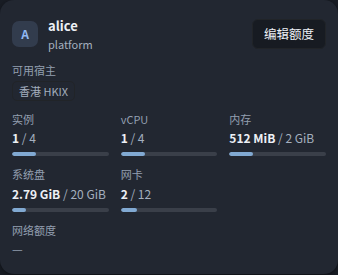 A
alice
platform
编辑额度
可用宿主
香港 HKIX
实例
1 / 4
vCPU
1 / 4
内存
512 MiB / 2 GiB
系统盘
2.79 GiB / 20 GiB
网卡
2 / 12
网络额度
—